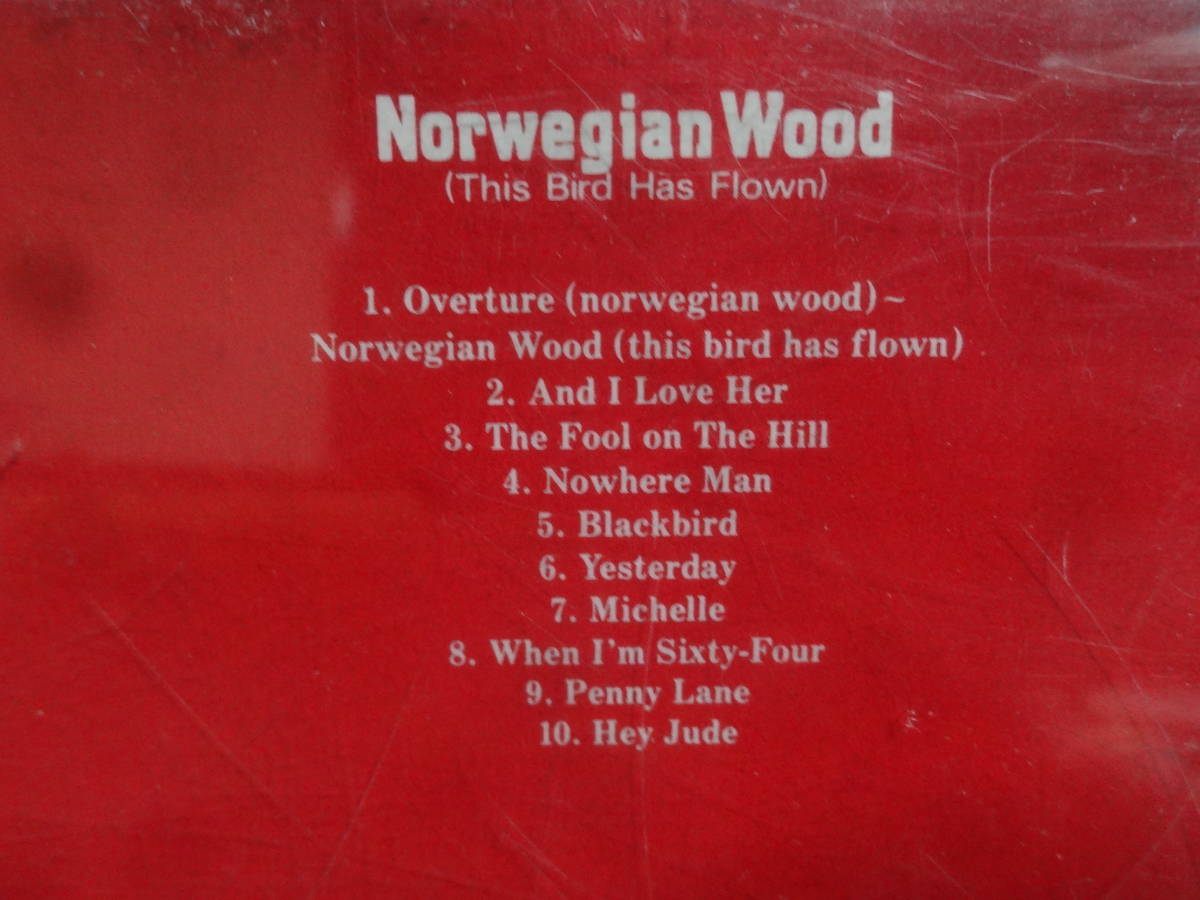 Norwegian Wood
(This Bird Has Flown)
1. Overture (norwegian wood)~
Norwegian Wood (this bird has flown)
2. And I Love Her
3. The Fool on The Hill
4. Nowhere Man
5. Blackbird
6. Yesterday
7. Michelle
8. When I'm Sixty-Four
9. Penny Lane
10. Hey Jude